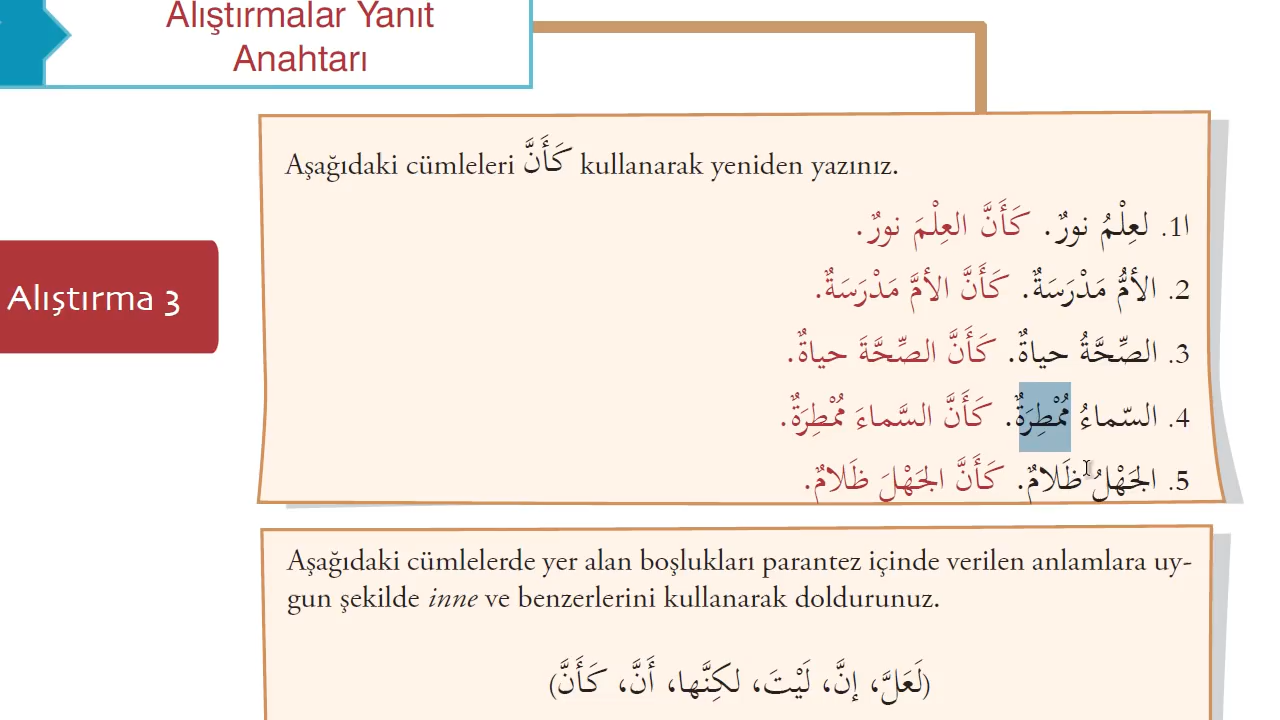 Alıştırmalar Yanıt
Anahtarı
Aşağıdaki cümleleri كَأَنَّ kullanarak yeniden yazınız.
ا1. لعِلْمُ نورٌ. كَأَنَّ العِلْمَ نورٌ.
2. الأمُّ مَدْرَسَةٌ. كَأَنَّ الأمَّ مَدْرَسَةٌ.
3. الصِّحَّةُ حياةٌ. كَأَنَّ الصِّحَّةَ حياةٌ.
4. السّماءُ مُمْطِرَةٌ. كَأَنَّ السَّماءَ مُمْطِرَةٌ.
5. الجَهْلُ ظَلامٌ. كَأَنَّ الجَهْلَ ظَلامٌ.
Alıştırma 3
Aşağıdaki cümlelerde yer alan boşlukları parantez içinde verilen anlamlara uy-
gun şekilde inne ve benzerlerini kullanarak doldurunuz.
(لَعَلَّ، إنَّ، لَيْتَ، لكِنَّها، أَنَّ، كَأَنَّ)